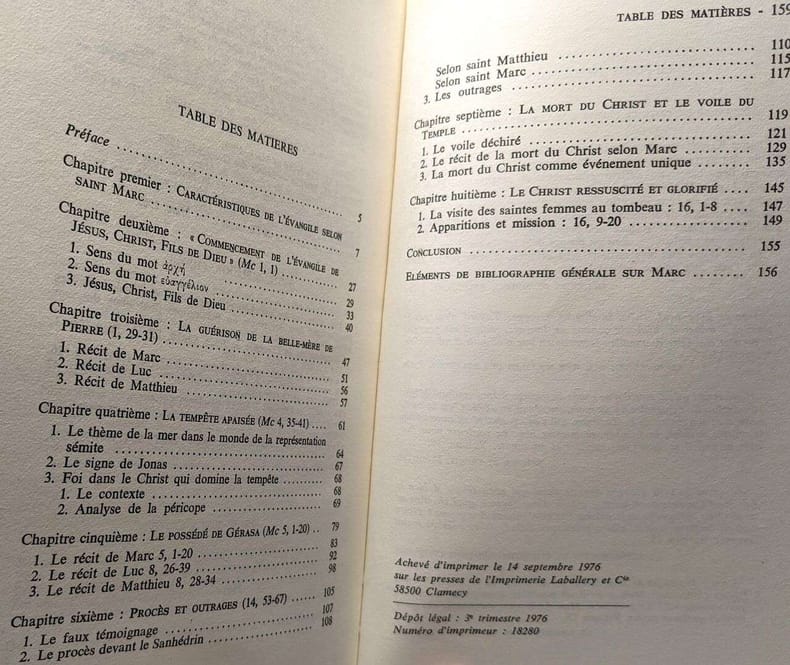 TABLE DES MATIERES
Préface .......... 5
Chapitre premier : CARACTÉRISTIQUES DE L'ÉVANGILE SELON
SAINT MARC .......... 7
Chapitre deuxième : « COMMENCEMENT DE L'ÉVANGILE DE
JÉSUS, CHRIST, FILS DE DIEU » (Mc 1, 1) .......... 27
1. Sens du mot ἀρχή .......... 29
2. Sens du mot εὐαγγέλιον .......... 33
3. Jésus, Christ, Fils de Dieu .......... 40
Chapitre troisième : LA GUÉRISON DE LA BELLE-MÈRE DE
PIERRE (1, 29-31) .......... 47
1. Récit de Marc .......... 51
2. Récit de Luc .......... 56
3. Récit de Matthieu .......... 57
Chapitre quatrième : LA TEMPÊTE APAISÉE (Mc 4, 35-41) .... 61
1. Le thème de la mer dans le monde de la représentation
sémite .......... 64
2. Le signe de Jonas .......... 67
3. Foi dans le Christ qui domine la tempête .......... 68
1. Le contexte .......... 68
2. Analyse de la péricope .......... 69
Chapitre cinquième : LE POSSÉDÉ DE GÉRASA (Mc 5, 1-20) .. 79
1. Le récit de Marc 5, 1-20 .......... 83
2. Le récit de Luc 8, 26-39 .......... 92
3. Le récit de Matthieu 8, 28-34 .......... 98
Chapitre sixième : PROCÈS ET OUTRAGES (14, 53-67) ...... 105
1. Le faux témoignage .......... 107
2. Le procès devant le Sanhédrin .......... 108
TABLE DES MATIÈRES - 159
Selon saint Matthieu .......... 110
Selon saint Marc .......... 115
3. Les outrages .......... 117
Chapitre septième : LA MORT DU CHRIST ET LE VOILE DU
TEMPLE .......... 119
1. Le voile déchiré .......... 121
2. Le récit de la mort du Christ selon Marc .......... 129
3. La mort du Christ comme événement unique .......... 135
Chapitre huitième : LE CHRIST RESSUSCITÉ ET GLORIFIÉ .... 145
1. La visite des saintes femmes au tombeau : 16, 1-8 .... 147
2. Apparitions et mission : 16, 9-20 .......... 149
CONCLUSION .......... 155
ELÉMENTS DE BIBLIOGRAPHIE GÉNÉRALE SUR MARC ........ 156
Achevé d'imprimer le 14 septembre 1976
sur les presses de l'Imprimerie Laballery et Cie
58500 Clamecy
Dépôt légal : 3e trimestre 1976
Numéro d'imprimeur : 18280